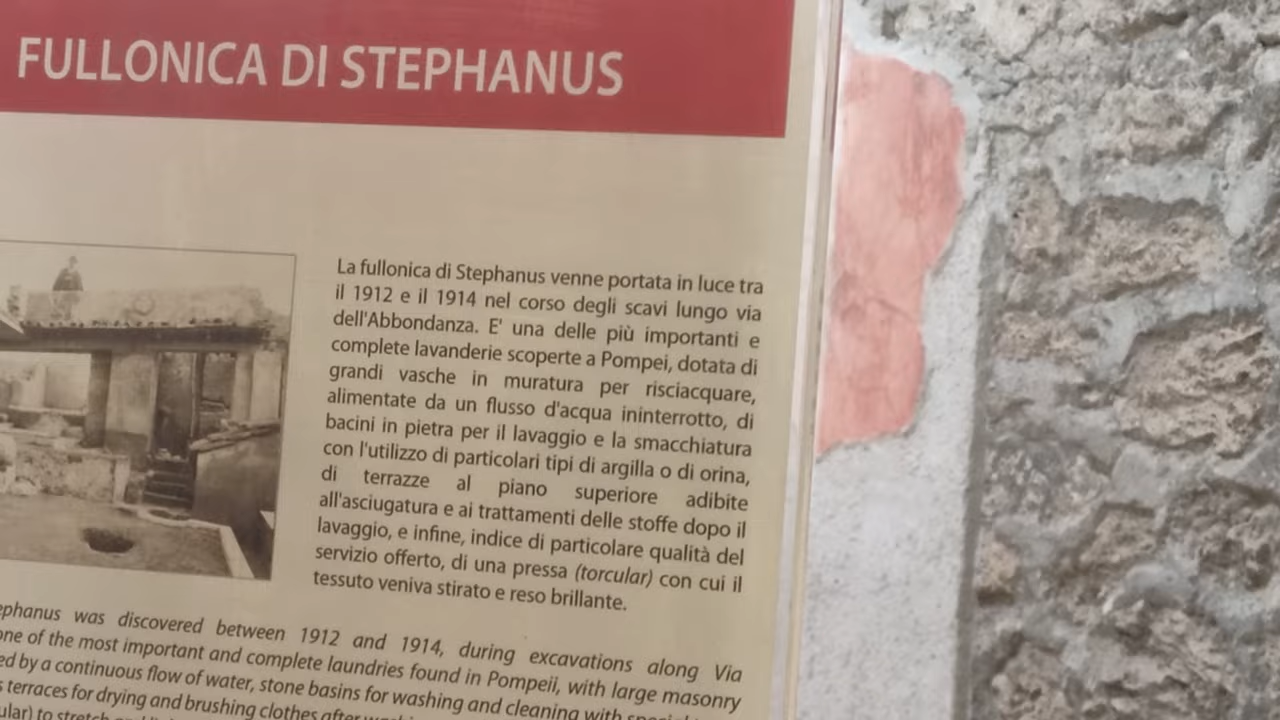 FULLONICA DI STEPHANUS
La fullonica di Stephanus venne portata in luce tra
il 1912 e il 1914 nel corso degli scavi lungo via
dell'Abbondanza. E' una delle più importanti e
complete lavanderie scoperte a Pompei, dotata di
grandi vasche in muratura per risciacquare,
alimentate da un flusso d'acqua ininterrotto, di
bacini in pietra per il lavaggio e la smacchiatura
con l'utilizzo di particolari tipi di argilla o di orina,
di terrazze al piano superiore adibite
all'asciugatura e ai trattamenti delle stoffe dopo il
lavaggio, e infine, indice di particolare qualità del
servizio offerto, di una pressa (torcular) con cui il
tessuto veniva stirato e reso brillante.
ephanus was discovered between 1912 and 1914, during excavations along Via
one of the most important and complete laundries found in Pompeii, with large masonry
ed by a continuous flow of water, stone basins for washing and cleaning with
s terraces for drying and brushing clothes after
ular) to stretch